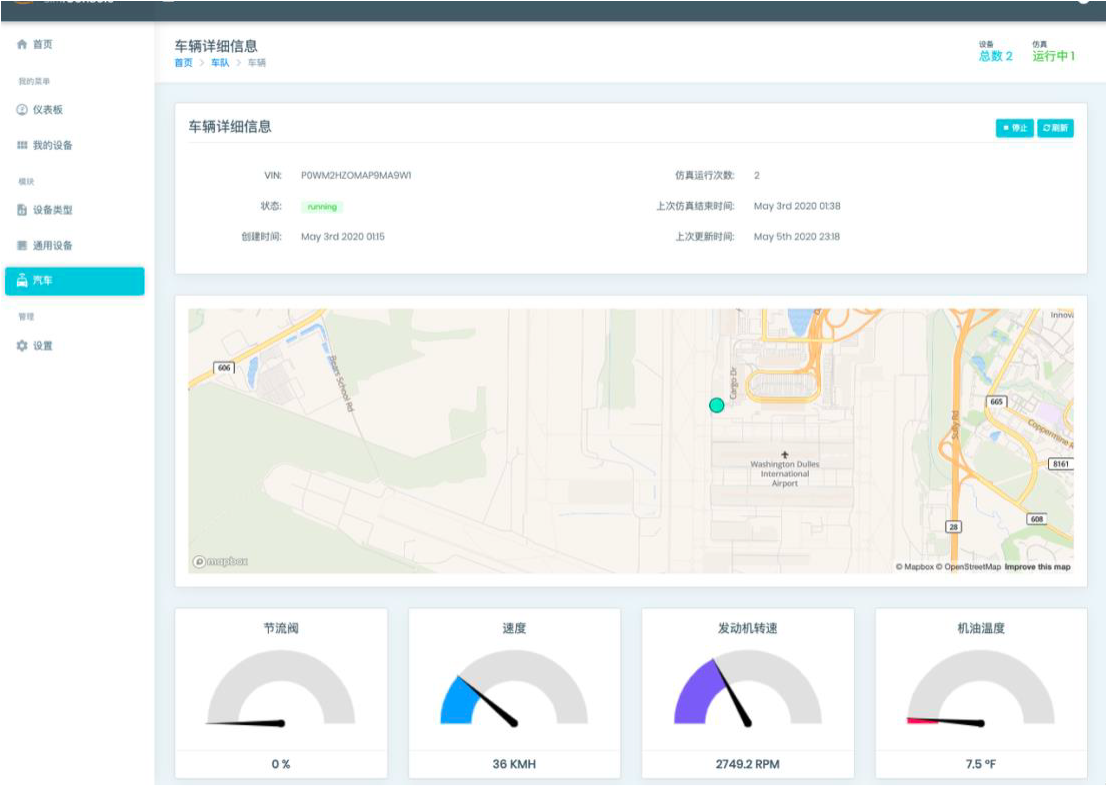 首页
我的菜单
仪表板
我的设备
模块
设备类型
通用设备
汽车
管理
设置
车辆详细信息
首页 > 车队 > 车辆
设备
总数 2
仿真
运行中 1
车辆详细信息
停止
刷新
VIN: P0WM2HZOMAP9MA9W1
仿真运行次数: 2
状态: running
上次仿真结束时间: May 3rd 2020 01:38
创建时间: May 3rd 2020 01:15
上次更新时间: May 5th 2020 23:18
606
Cargo Dr
Innov
665
Sully Rd
Coppermine R
8161
Washington Dulles
International
Airport
28
608
mapbox
© Mapbox © OpenStreetMap Improve this map
节流阀
0 %
速度
36 KMH
发动机转速
2749.2 RPM
机油温度
7.5 ºF